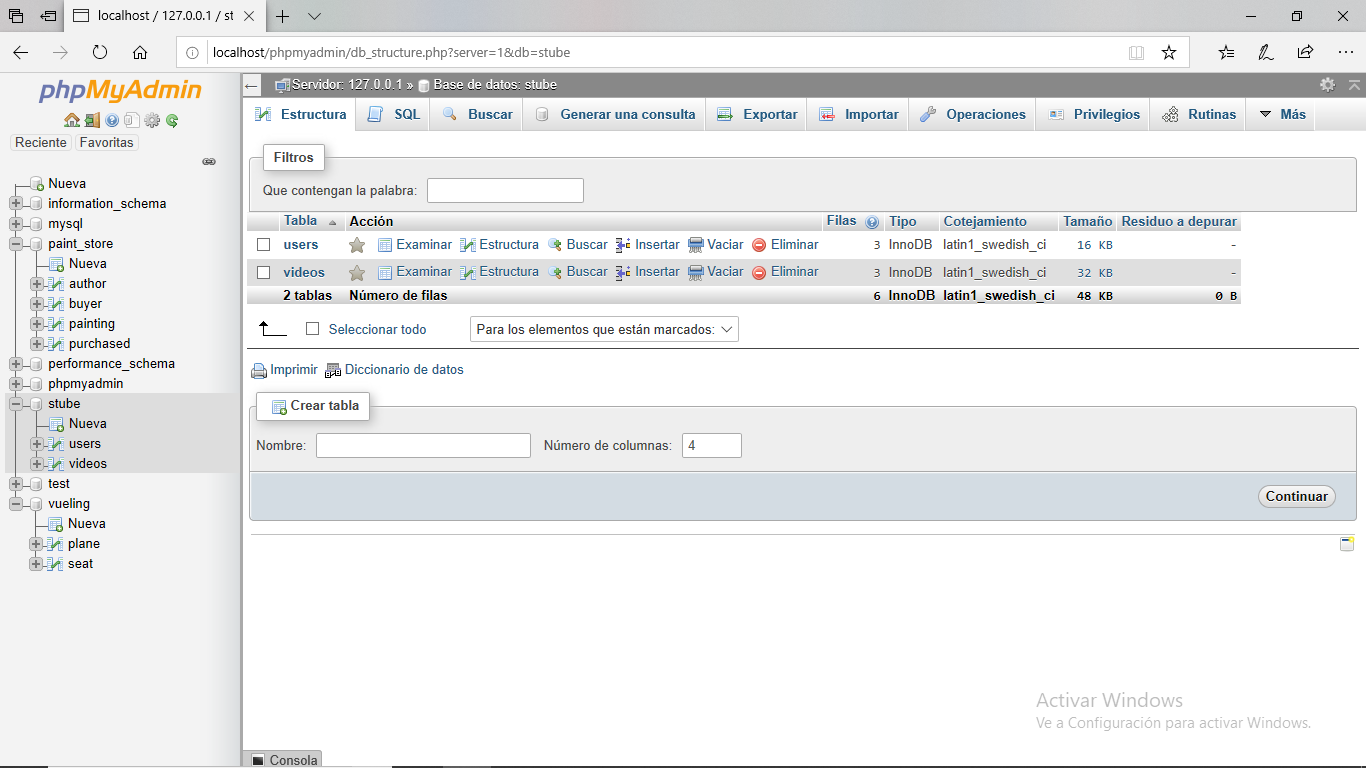 localhost / 127.0.0.1 / st
localhost/phpmyadmin/db_structure.php?server=1&db=stube
phpMyAdmin
Reciente Favoritas
Nueva
information_schema
mysql
paint_store
Nueva
author
buyer
painting
purchased
performance_schema
phpmyadmin
stube
Nueva
users
videos
test
vueling
Nueva
plane
seat
Servidor: 127.0.0.1 » Base de datos: stube
Estructura SQL Buscar Generar una consulta Exportar Importar Operaciones Privilegios Rutinas Más
Filtros
Que contengan la palabra:
Tabla Acción Filas Tipo Cotejamiento Tamaño Residuo a depurar
users Examinar Estructura Buscar Insertar Vaciar Eliminar 3 InnoDB latin1_swedish_ci 16 KB -
videos Examinar Estructura Buscar Insertar Vaciar Eliminar 3 InnoDB latin1_swedish_ci 32 KB -
2 tablas Número de filas 6 InnoDB latin1_swedish_ci 48 KB 0 B
Seleccionar todo Para los elementos que están marcados:
Imprimir Diccionario de datos
Crear tabla
Nombre: Número de columnas: 4
Continuar
Activar Windows
Ve a Configuración para activar Windows.
Consola